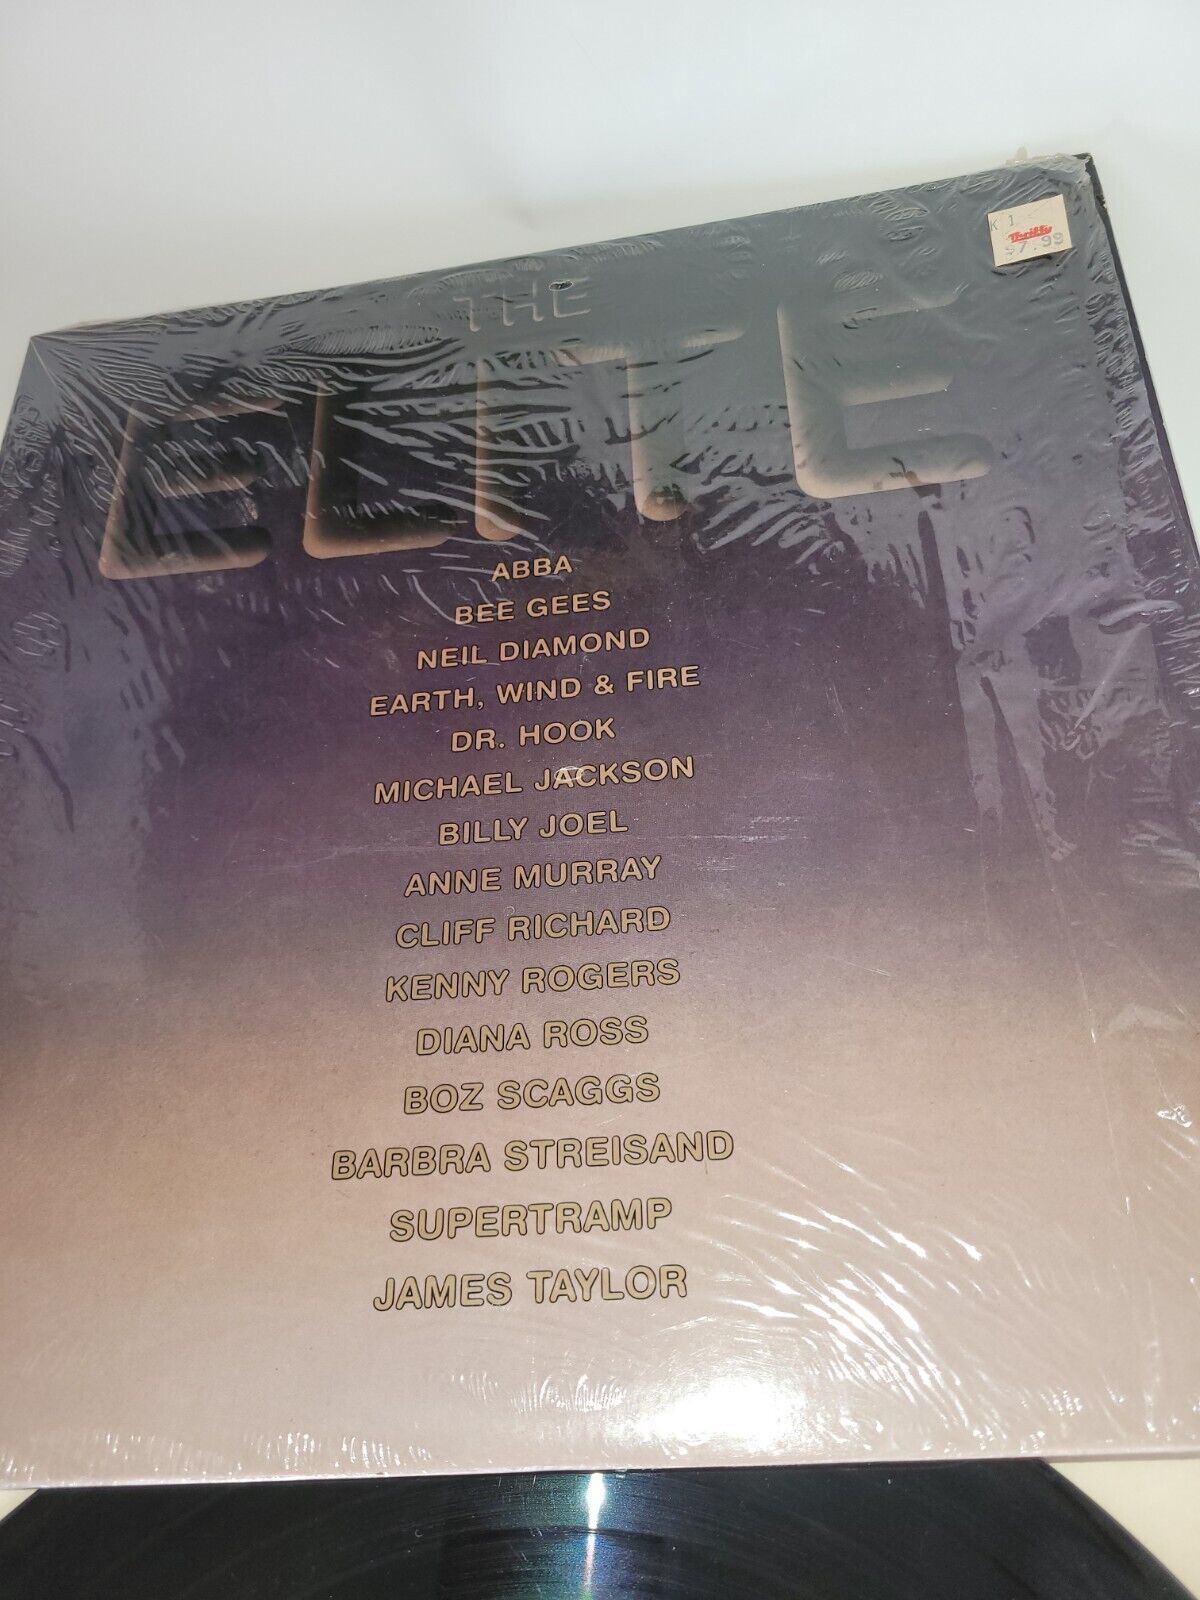 K 1
Thrifty
$7.99
THE
ELITE
ABBA
BEE GEES
NEIL DIAMOND
EARTH, WIND & FIRE
DR. HOOK
MICHAEL JACKSON
BILLY JOEL
ANNE MURRAY
CLIFF RICHARD
KENNY ROGERS
DIANA ROSS
BOZ SCAGGS
BARBRA STREISAND
SUPERTRAMP
JAMES TAYLOR